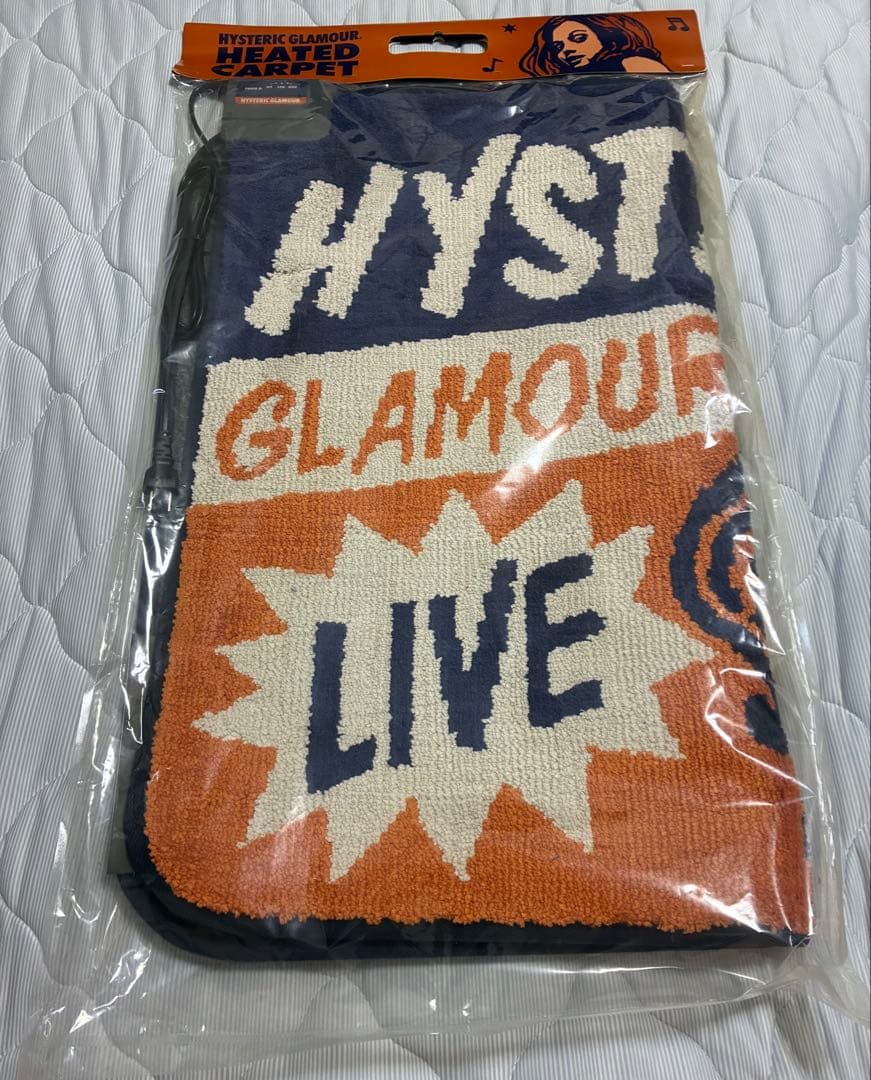 HYSTERIC GLAMOUR.
HEATED
CARPET
HYSTERIC GLAMOUR
HYST
GLAMOUR
LIVE